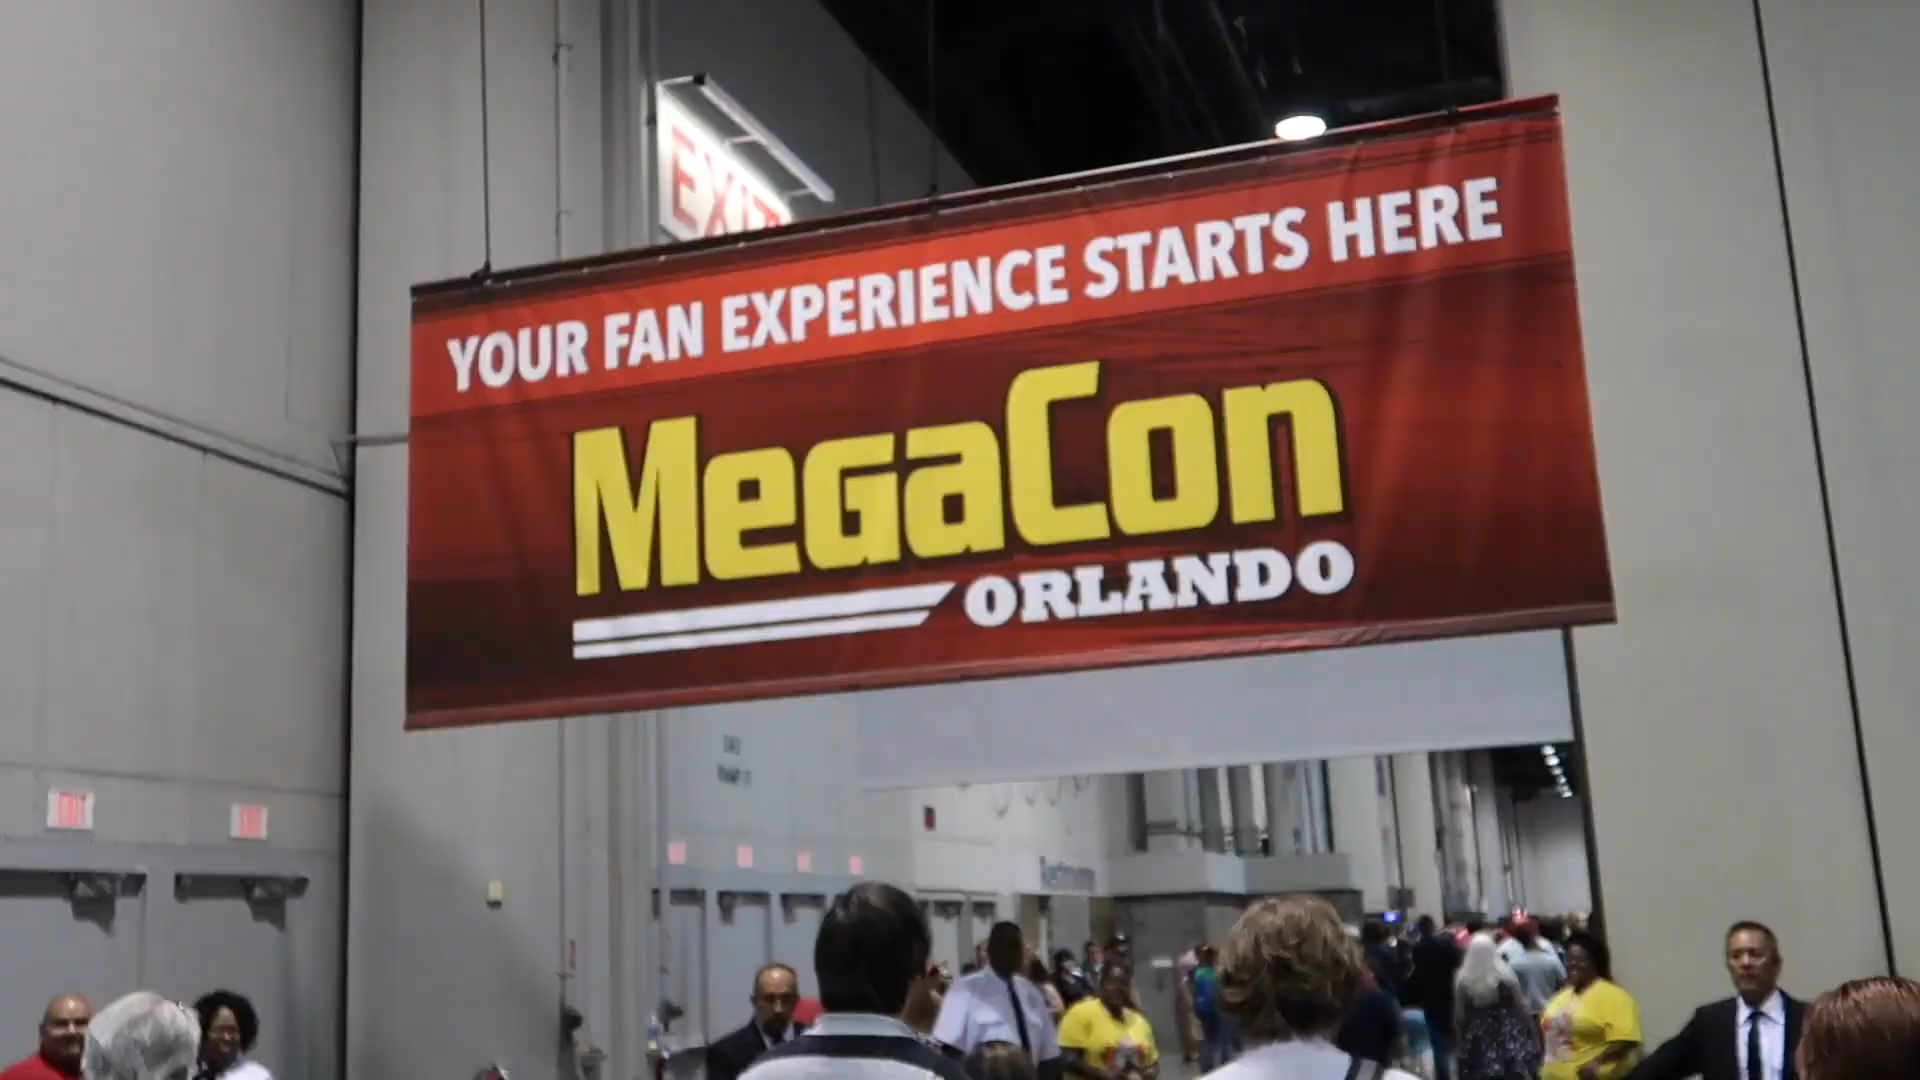 EXIT
YOUR FAN EXPERIENCE STARTS HERE
MegaCon
ORLANDO
EXIT
EXIT